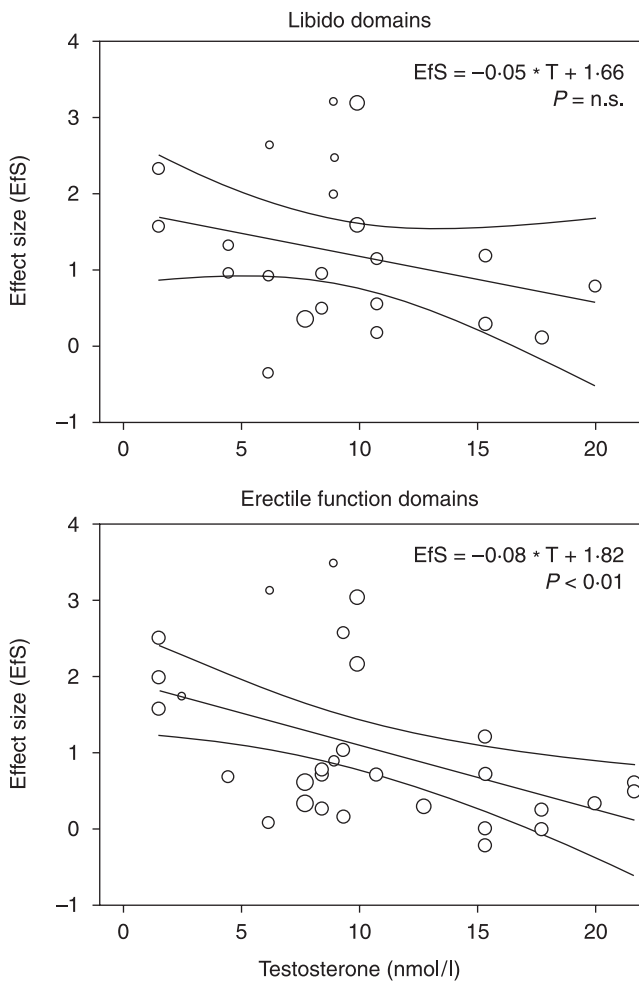 Libido domains
EfS = −0·05 * T + 1·66
P = n.s.
4
3
2
1
0
−1
Effect size (EfS)
0 5 10 15 20
Erectile function domains
EfS = −0·08 * T + 1·82
P < 0·01
4
3
2
1
0
−1
Effect size (EfS)
0 5 10 15 20
Testosterone (nmol/l)